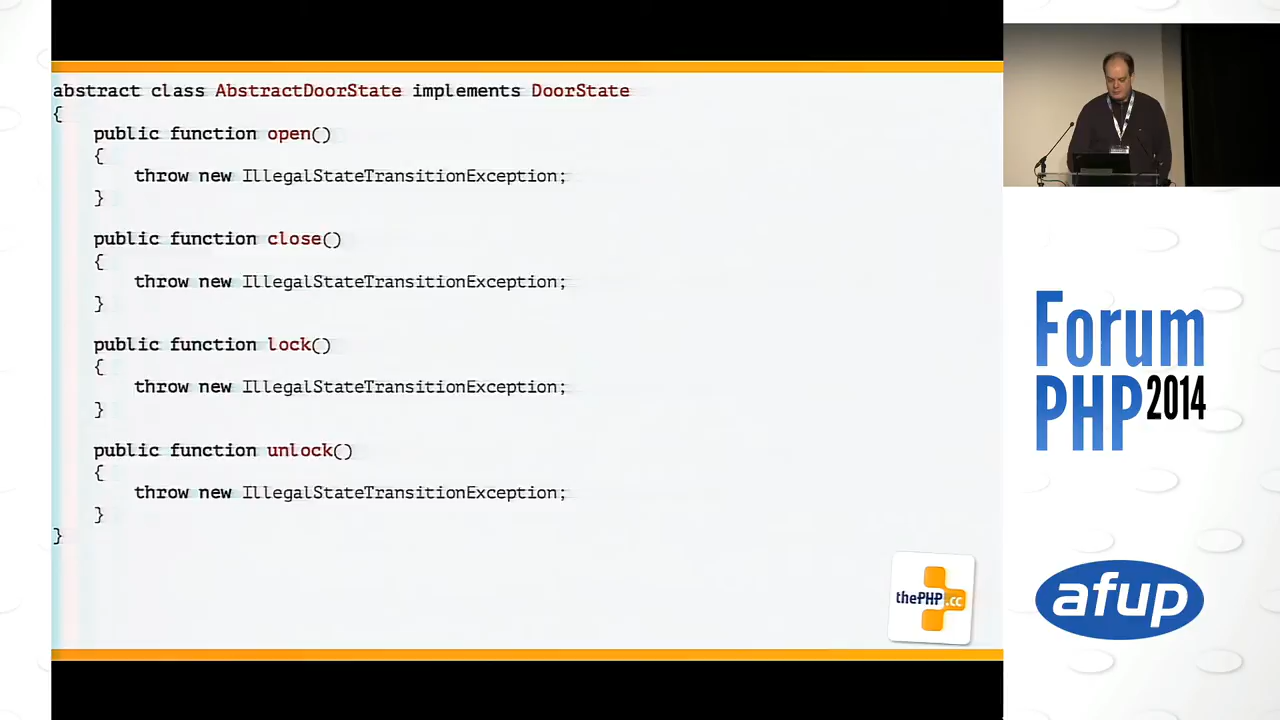 abstract class AbstractDoorState implements DoorState
{
    public function open()
    {
        throw new IllegalStateTransitionException;
    }
    public function close()
    {
        throw new IllegalStateTransitionException;
    }
    public function lock()
    {
        throw new IllegalStateTransitionException;
    }
    public function unlock()
    {
        throw new IllegalStateTransitionException;
    }
}
thePHP.cc
Forum
PHP 2014
afup